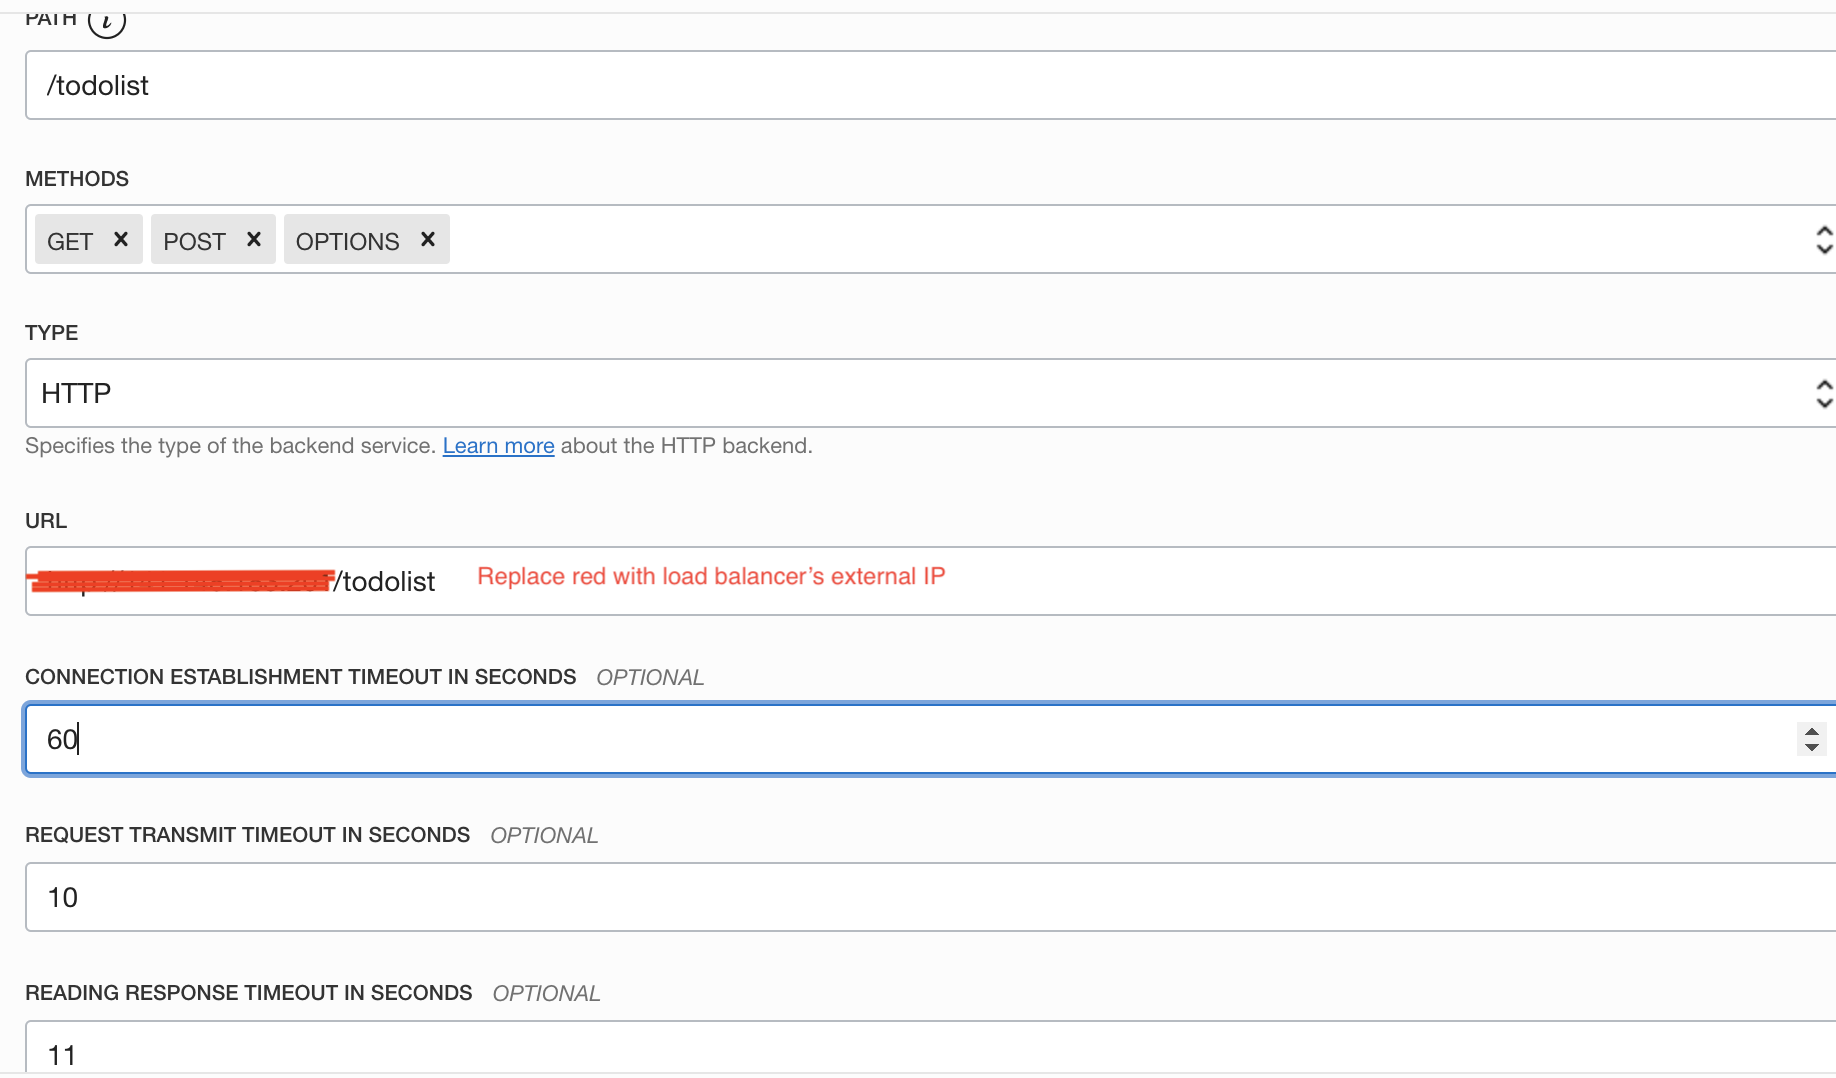 PATH
/todolist
METHODS
GET × POST × OPTIONS ×
TYPE
HTTP
Specifies the type of the backend service. Learn more about the HTTP backend.
URL
/todolist Replace red with load balancer’s external IP
CONNECTION ESTABLISHMENT TIMEOUT IN SECONDS OPTIONAL
60
REQUEST TRANSMIT TIMEOUT IN SECONDS OPTIONAL
10
READING RESPONSE TIMEOUT IN SECONDS OPTIONAL
11